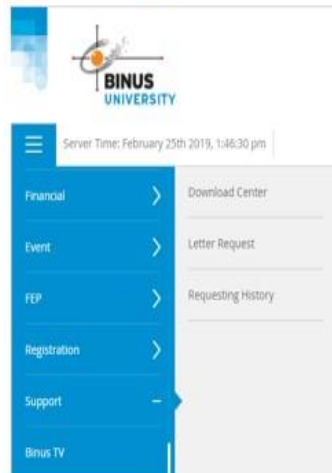 BINUS
UNIVERSITY
Server Time: February 25th 2019, 1:46:30 pm
Financial
Event
FEP
Registration
Support
Binus TV
Download Center
Letter Request
Requesting History